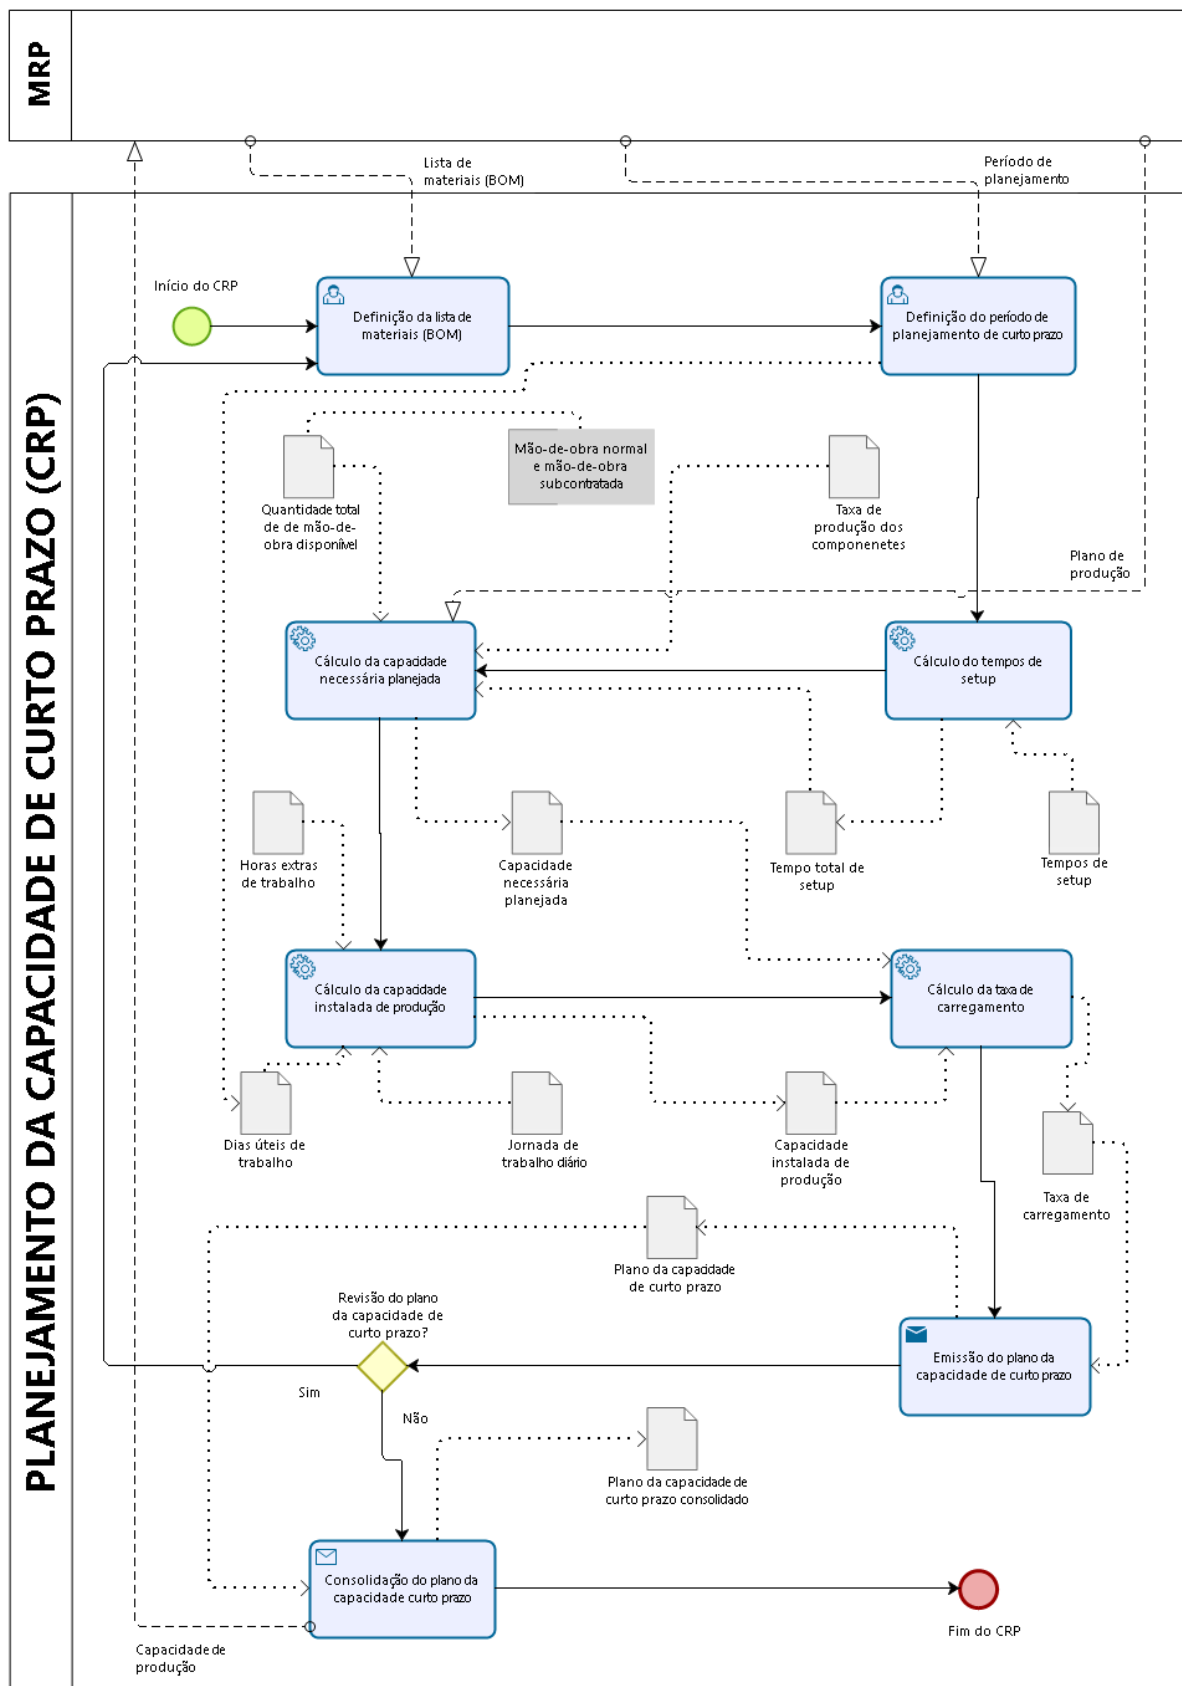 MRP
Lista de
materiais (BOM)
Período de
planejamento
PLANEJAMENTO DA CAPACIDADE DE CURTO PRAZO (CRP)
Início do CRP
Definição da lista de
materiais (BOM)
Definição do período de
planejamento de curto prazo
Mão-de-obra normal
e mão-de-obra
subcontratada
Quantidade total
de de mão-de-
obra disponível
Taxa de
produção dos
componenetes
Plano de
produção
Cálculo da capacidade
necessária planejada
Cálculo do tempos de
setup
Horas extras
de trabalho
Capacidade
necessária
planejada
Tempo total de
setup
Tempos de
setup
Cálculo da capacidade
instalada de produção
Cálculo da taxa de
carregamento
Dias úteis de
trabalho
Jornada de
trabalho diário
Capacidade
instalada de
produção
Taxa de
carregamento
Plano da capacidade
de curto prazo
Revisão do plano
da capacidade de
curto prazo?
Emissão do plano da
capacidade de curto prazo
Sim
Não
Plano da capacidade de
curto prazo consolidado
Consolidação do plano da
capacidade curto prazo
Fim do CRP
Capacidade de
produção